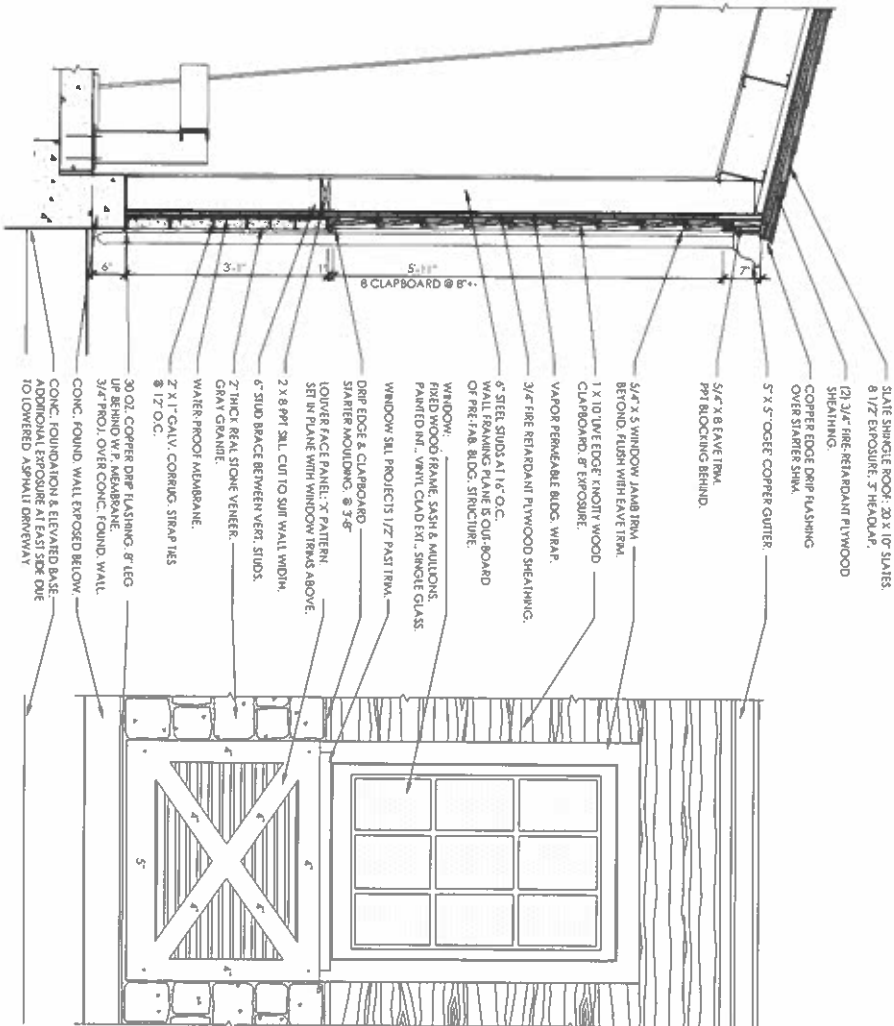 SLATE SHINGLE ROOF: 20 X 10" SLATES,
8 1/2" EXPOSURE, 3" HEADLAP.
(2) 3/4" FIRE-RETARDANT PLYWOOD
SHEATHING.
COPPER EDGE DRIP FLASHING
OVER STARTER SHIM.
5" X 5" "OGEE" COPPER GUTTER.
5/4" X 8 EAVE TRIM.
PPT BLOCKING BEHIND.
5/4" X 5 WINDOW JAMB TRIM
BEYOND, FLUSH WITH EAVE TRIM.
1 X 10 'LIVE EDGE' KNOTTY WOOD
CLAPBOARD, 8" EXPOSURE.
VAPOR PERMEABLE BLDG. WRAP.
3/4" FIRE RETARDANT PLYWOOD SHEATHING.
6" STEEL STUDS AT 16" O.C.
WALL FRAMING PLANE IS OUT-BOARD
OF PRE-FAB. BLDG. STRUCTURE.
WINDOW:
FIXED WOOD FRAME, SASH & MULLIONS.
PAINTED INT., VINYL CLAD EXT., SINGLE GLASS.
WINDOW SILL PROJECTS 1/2" PAST TRIM.
DRIP EDGE & CLAPBOARD
STARTER MOULDING, @ 3'-8"
LOUVER FACE PANEL: 'X' PATTERN
SET IN PLANE WITH WINDOW TRIMS ABOVE.
2 X 8 PPT SILL, CUT TO SUIT WALL WIDTH.
6" STUD BRACE BETWEEN VERT. STUDS.
2" THICK REAL STONE VENEER,
GRAY GRANITE.
WATER-PROOF MEMBRANE.
2" X 1" GALV. CORRUG. STRAP TIES
@ 12" O.C.
30 OZ. COPPER DRIP FLASHING, 8" LEG
UP BEHIND W.P. MEMBRANE,
3/4" PROJ. OVER CONC. FOUND. WALL
CONC. FOUND. WALL EXPOSED BELOW.
CONC. FOUNDATION & ELEVATED BASE:
ADDITIONAL EXPOSURE AT EAST SIDE DUE
TO LOWERED ASPHALT DRIVEWAY.
6"
3'-1"
1"
5'-11"
8 CLAPBOARD @ 8"+-
7"
4"
4"
4"
4"
4"
4"
4"
5"